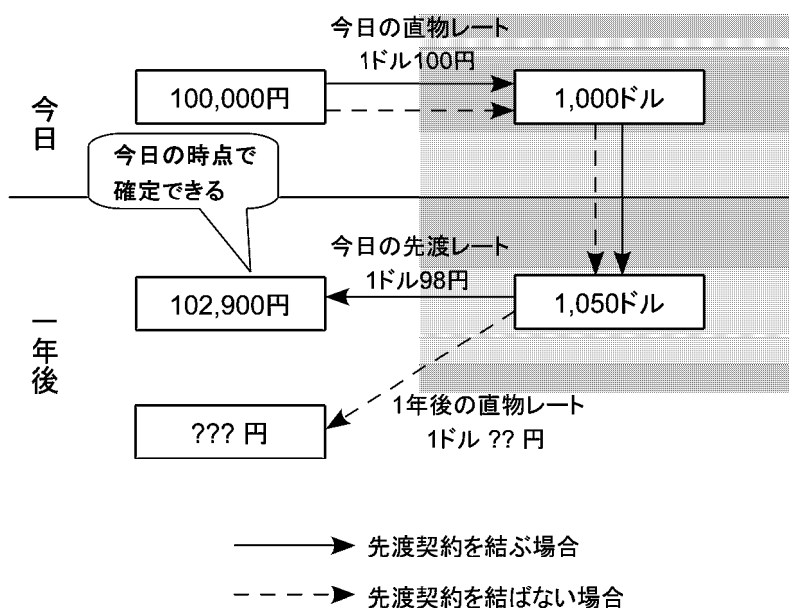 今日の直物レート
1ドル100円
100,000円
1,000ドル
今日
今日の時点で
確定できる
今日の先渡レート
1ドル98円
102,900円
1,050ドル
一年後
1年後の直物レート
1ドル ?? 円
??? 円
先渡契約を結ぶ場合
先渡契約を結ばない場合